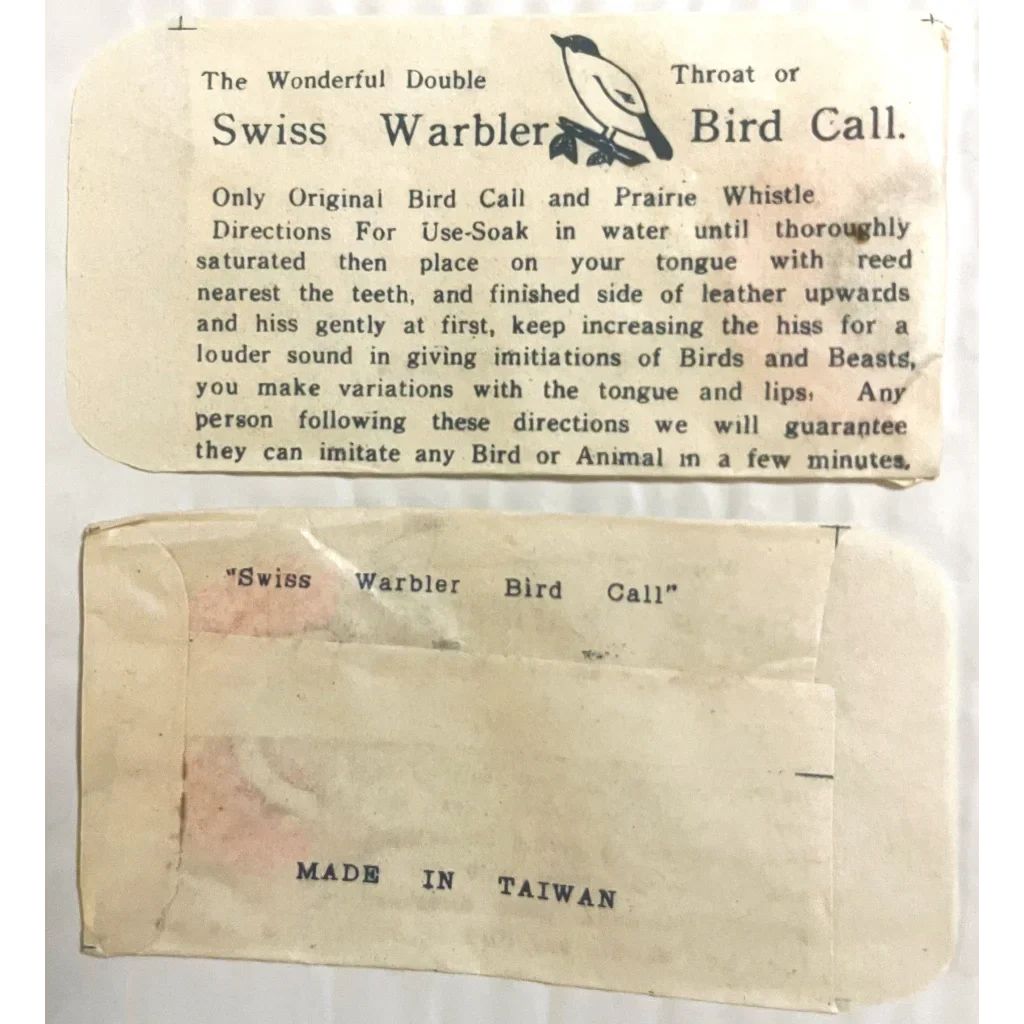 The Wonderful Double Throat or
Swiss Warbler Bird Call.
Only Original Bird Call and Prairie Whistle
Directions For Use-Soak in water until thoroughly
saturated then place on your tongue with reed
nearest the teeth, and finished side of leather upwards
and hiss gently at first, keep increasing the hiss for a
louder sound in giving imitiations of Birds and Beasts,
you make variations with the tongue and lips, Any
person following these directions we will guarantee
they can imitate any Bird or Animal in a few minutes.
"Swiss Warbler Bird Call"
MADE IN TAIWAN